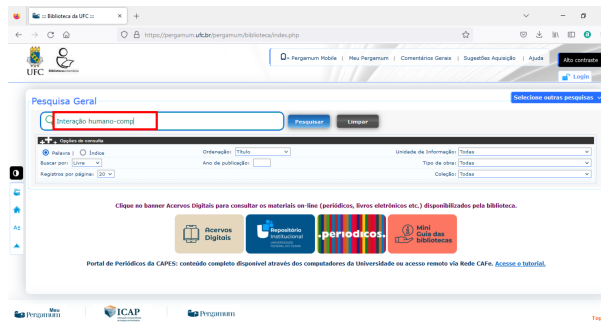 ::: Biblioteca da UFC :::
https://pergamum.ufc.br/pergamum/biblioteca/index.php
UFC
Pergamum Mobile | Meu Pergamum | Comentários Gerais | Sugestões Aquisição | Ajuda
Alto contraste
Login
Pesquisa Geral
Selecione outras pesquisas
Interação humano-comp
Pesquisar
Limpar
Opções de consulta
Palavra | Índice
Ordenação: Título
Unidade de Informação: Todas
Buscar por: Livre
Ano de publicação:
Tipo de obra: Todas
Registros por página: 20
Coleção: Todas
Clique no banner Acervos Digitais para consultar os materiais on-line (periódicos, livros eletrônicos etc.) disponibilizados pela biblioteca.
Acervos Digitais
Repositório Institucional
.periodicos.
Mini Guia das bibliotecas
Portal de Periódicos da CAPES: conteúdo completo disponível através dos computadores da Universidade ou acesso remoto via Rede CAFe. Acesse o tutorial.
Meu Pergamum
ICAP
Pergamum
Top